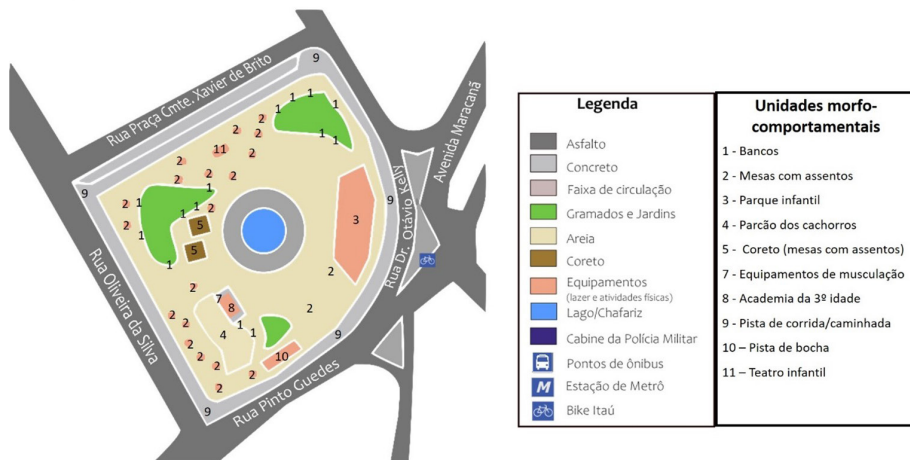 Rua Praça Cmte. Xavier de Brito
9
1
1
1
1
1
1
1
1
2
2
2
2
11
2
2
2
2
2
9
1
2
1
1
1
2
2
1
1
5
5
3
9
Rua Dr. Otávio Kelly
Avenida Maracanã
Rua Oliveira da Silva
2
2
7
8
2
2
2
1
4
1
2
2
2
2
2
10
9
9
Rua Pinto Guedes
Legenda
Asfalto
Concreto
Faixa de circulação
Gramados e Jardins
Areia
Coreto
Equipamentos
(lazer e atividades físicas)
Lago/Chafariz
Cabine da Polícia Militar
Pontos de ônibus
M Estação de Metrô
Bike Itaú
Unidades morfo-
comportamentais
1 - Bancos
2 - Mesas com assentos
3 - Parque infantil
4 - Parcão dos cachorros
5 - Coreto (mesas com assentos)
7 - Equipamentos de musculação
8 - Academia da 3º idade
9 - Pista de corrida/caminhada
10 – Pista de bocha
11 – Teatro infantil